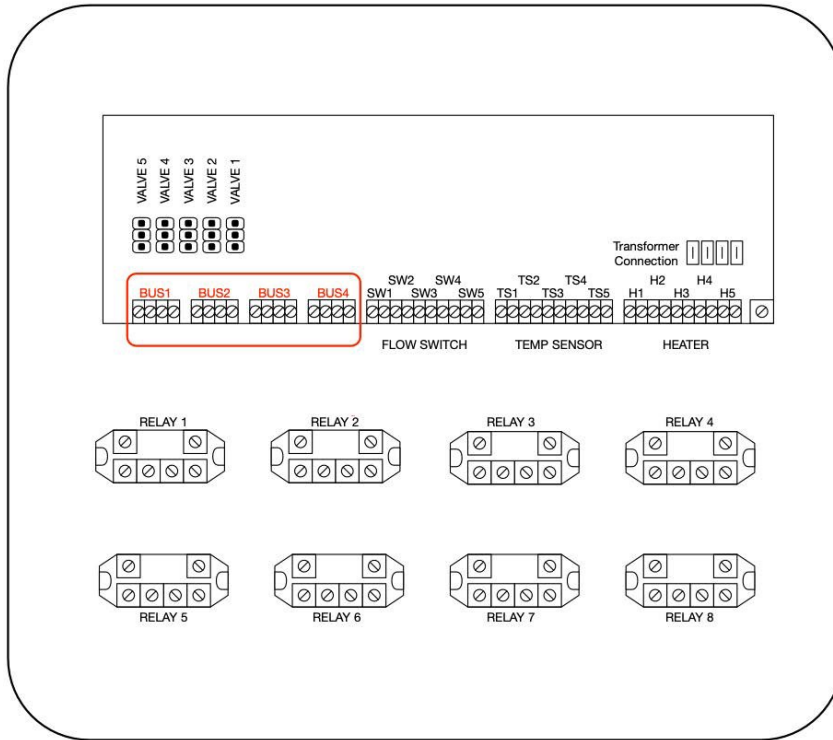 VALVE 5
VALVE 4
VALVE 3
VALVE 2
VALVE 1
Transformer
Connection
BUS1 BUS2 BUS3 BUS4
SW2 SW4
SW1 SW3 SW5
TS2 TS4
TS1 TS3 TS5
H2 H4
H1 H3 H5
FLOW SWITCH TEMP SENSOR HEATER
RELAY 1 RELAY 2 RELAY 3 RELAY 4
RELAY 5 RELAY 6 RELAY 7 RELAY 8